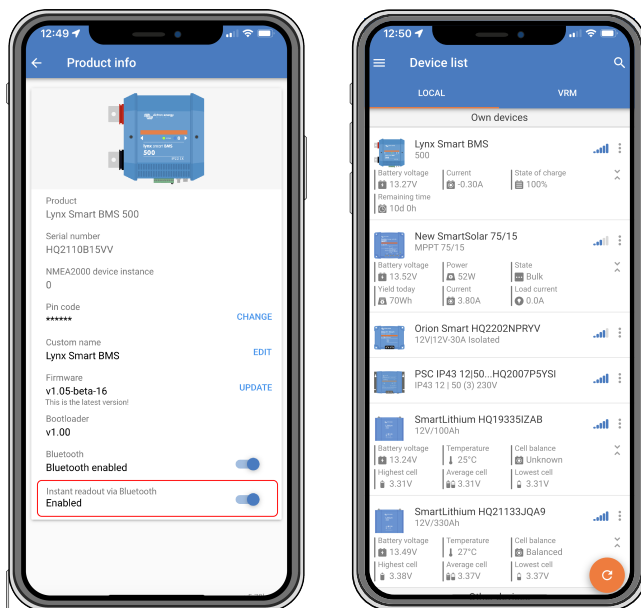 12:49
Product info
lynx smart BMS
500
Product
Lynx Smart BMS 500
Serial number
HQ2110B15VV
NMEA2000 device instance
0
Pin code
****** CHANGE
Custom name
Lynx Smart BMS EDIT
Firmware
v1.05-beta-16 UPDATE
This is the latest version!
Bootloader
v1.00
Bluetooth
Bluetooth enabled
Instant readout via Bluetooth
Enabled
12:50
Device list
LOCAL VRM
Own devices
Lynx Smart BMS
500
Battery voltage Current State of charge
13.27V -0.30A 100%
Remaining time
10d 0h
New SmartSolar 75/15
MPPT 75/15
Battery voltage Power State
13.52V 52W Bulk
Yield today Current Load current
70Wh 3.80A 0.0A
Orion Smart HQ2202NPRYV
12V|12V-30A Isolated
PSC IP43 12|50...HQ2007P5YSI
IP43 12 | 50 (3) 230V
SmartLithium HQ19335IZAB
12V/100Ah
Battery voltage Temperature Cell balance
13.24V 25°C Unknown
Highest cell Average cell Lowest cell
3.31V 3.31V 3.31V
SmartLithium HQ21133JQA9
12V/330Ah
Battery voltage Temperature Cell balance
13.49V 27°C Balanced
Highest cell Average cell Lowest cell
3.38V 3.37V 3.37V